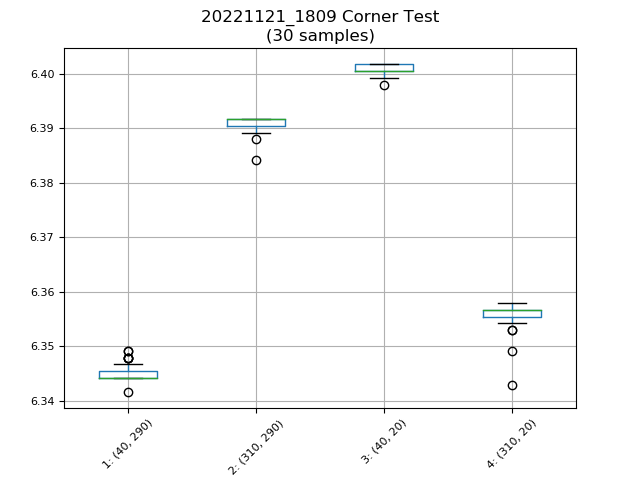 20221121_1809 Corner Test
(30 samples)
6.40
6.39
6.38
6.37
6.36
6.35
6.34
1: (40, 290)
2: (310, 290)
3: (40, 20)
4: (310, 20)